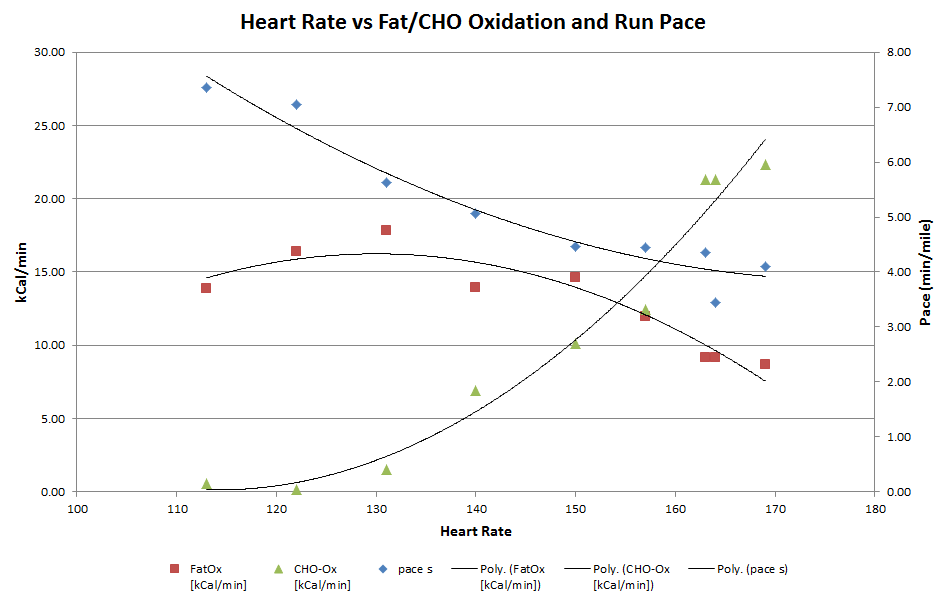 Heart Rate vs Fat/CHO Oxidation and Run Pace
30.00
25.00
20.00
15.00
10.00
5.00
0.00
kCal/min
8.00
7.00
6.00
5.00
4.00
3.00
2.00
1.00
0.00
Pace (min/mile)
100 110 120 130 140 150 160 170 180
Heart Rate
FatOx
[kCal/min]
CHO-Ox
[kCal/min]
pace s
Poly. (FatOx
[kCal/min])
Poly. (CHO-Ox
[kCal/min])
Poly. (pace s)